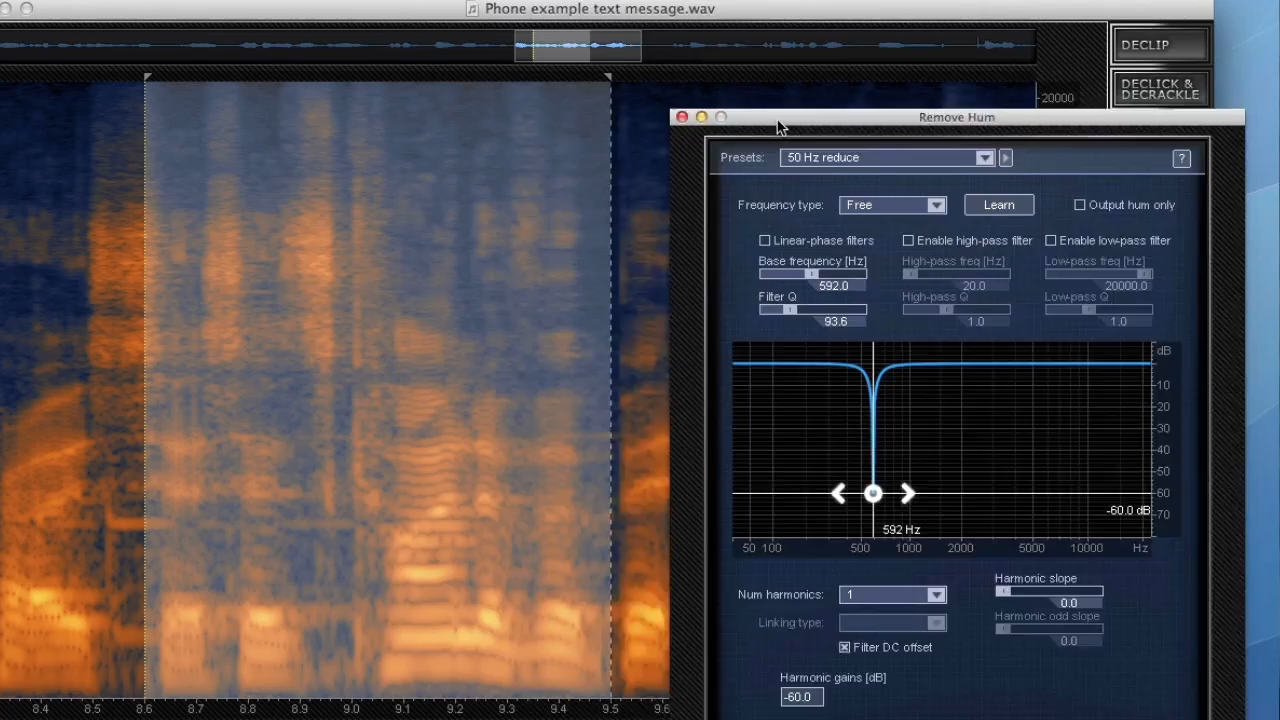 Phone example text message.wav
DECLIP
DECLICK &
DECRACKLE
20000
Remove Hum
Presets: 50 Hz reduce ?
Frequency type: Free Learn Output hum only
Linear-phase filters Enable high-pass filter Enable low-pass filter
Base frequency [Hz] High-pass freq [Hz] Low-pass freq [Hz]
592.0 20.0 20000.0
Filter Q High-pass Q Low-pass Q
93.6 1.0 1.0
dB
-10
-20
-30
-40
-50
-60
-60.0 dB
-70
592 Hz
50 100 500 1000 2000 5000 10000 Hz
Num harmonics: 1 Harmonic slope
0.0
Linking type: Harmonic odd slope
0.0
Filter DC offset
Harmonic gains [dB]
-60.0
8.4 8.5 8.6 8.7 8.8 8.9 9.0 9.1 9.2 9.3 9.4 9.5 9.6